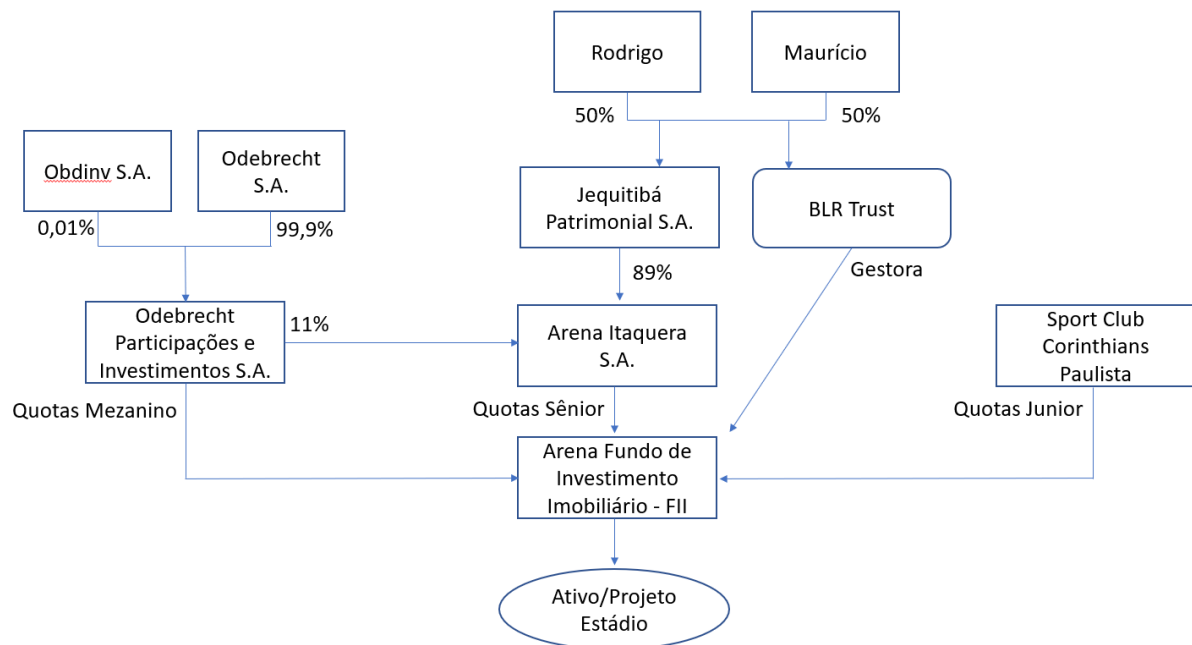 Rodrigo
Maurício
50%
50%
Obdinv S.A.
Odebrecht
S.A.
Jequitibá
Patrimonial S.A.
BLR Trust
0,01%
99,9%
89%
Gestora
Odebrecht
Participações e
Investimentos S.A.
11%
Arena Itaquera
S.A.
Sport Club
Corinthians
Paulista
Quotas Mezanino
Quotas Sênior
Quotas Junior
Arena Fundo de
Investimento
Imobiliário - FII
Ativo/Projeto
Estádio